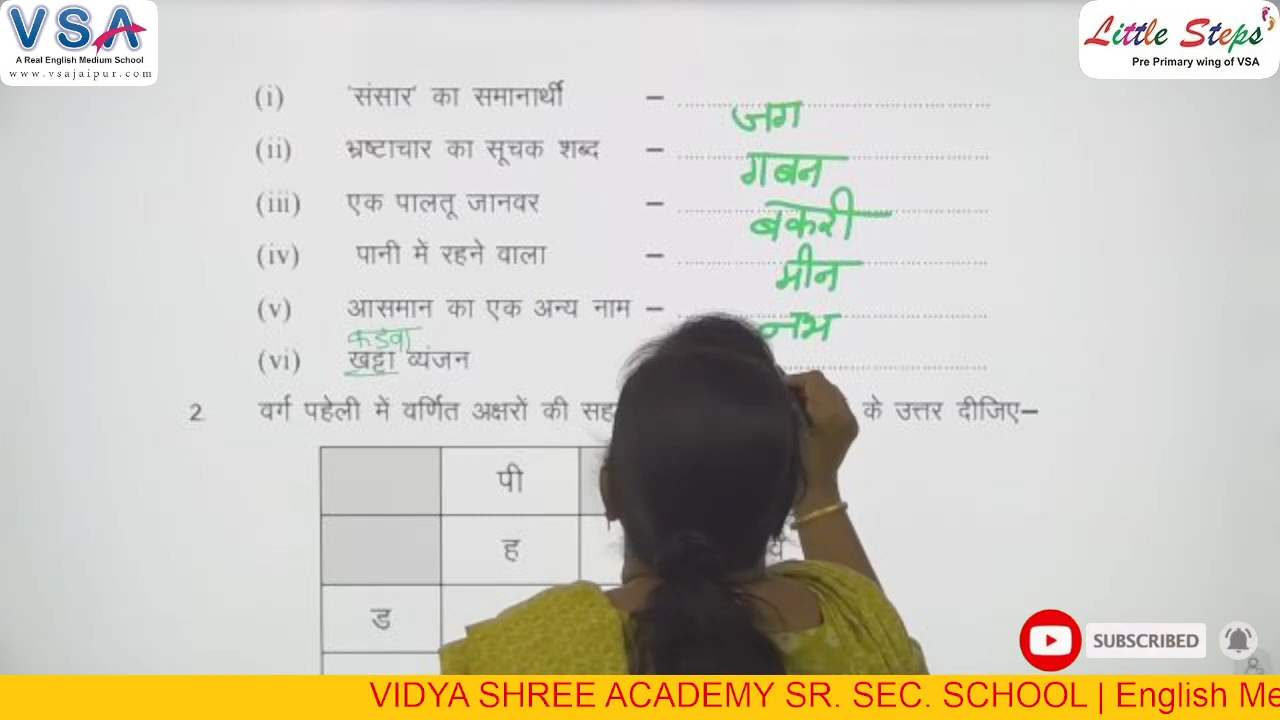 VSA
A Real English Medium School
www.vsajaipur.com
Little Steps
Pre Primary wing of VSA
(i) 'संसार' का समानार्थी – जग
(ii) भ्रष्टाचार का सूचक शब्द – गबन
(iii) एक पालतू जानवर – बकरी
(iv) पानी में रहने वाला – मीन
(v) आसमान का एक अन्य नाम – नभ
कडवा
(vi) खट्टा व्यंजन
2. वर्ग पहेली में वर्णित अक्षरों की के उत्तर दीजिए–
पी
ह
ड
SUBSCRIBED
VIDYA SHREE ACADEMY SR. SEC. SCHOOL | English Me